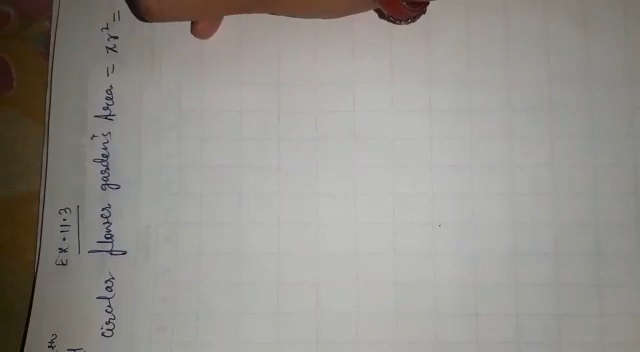 Ex. 11.3
Circular flower garden's Area = πr² =